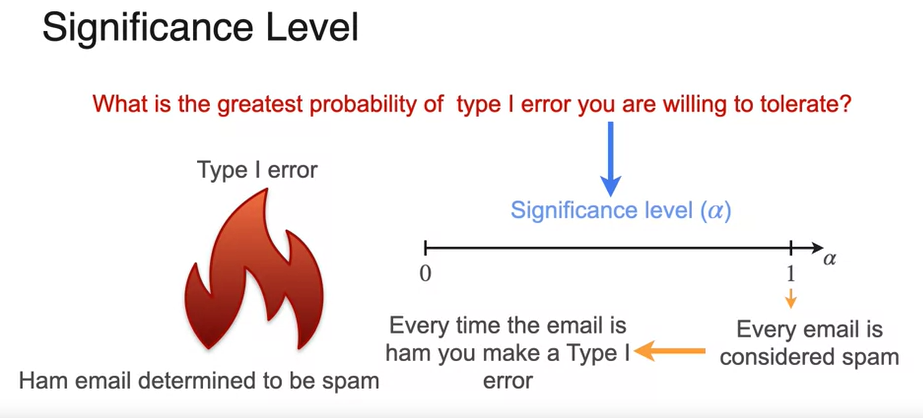 Significance Level
What is the greatest probability of type I error you are willing to tolerate?
Type I error
Significance level (α)
0
1
α
Every time the email is
ham you make a Type I
error
Every email is
considered spam
Ham email determined to be spam